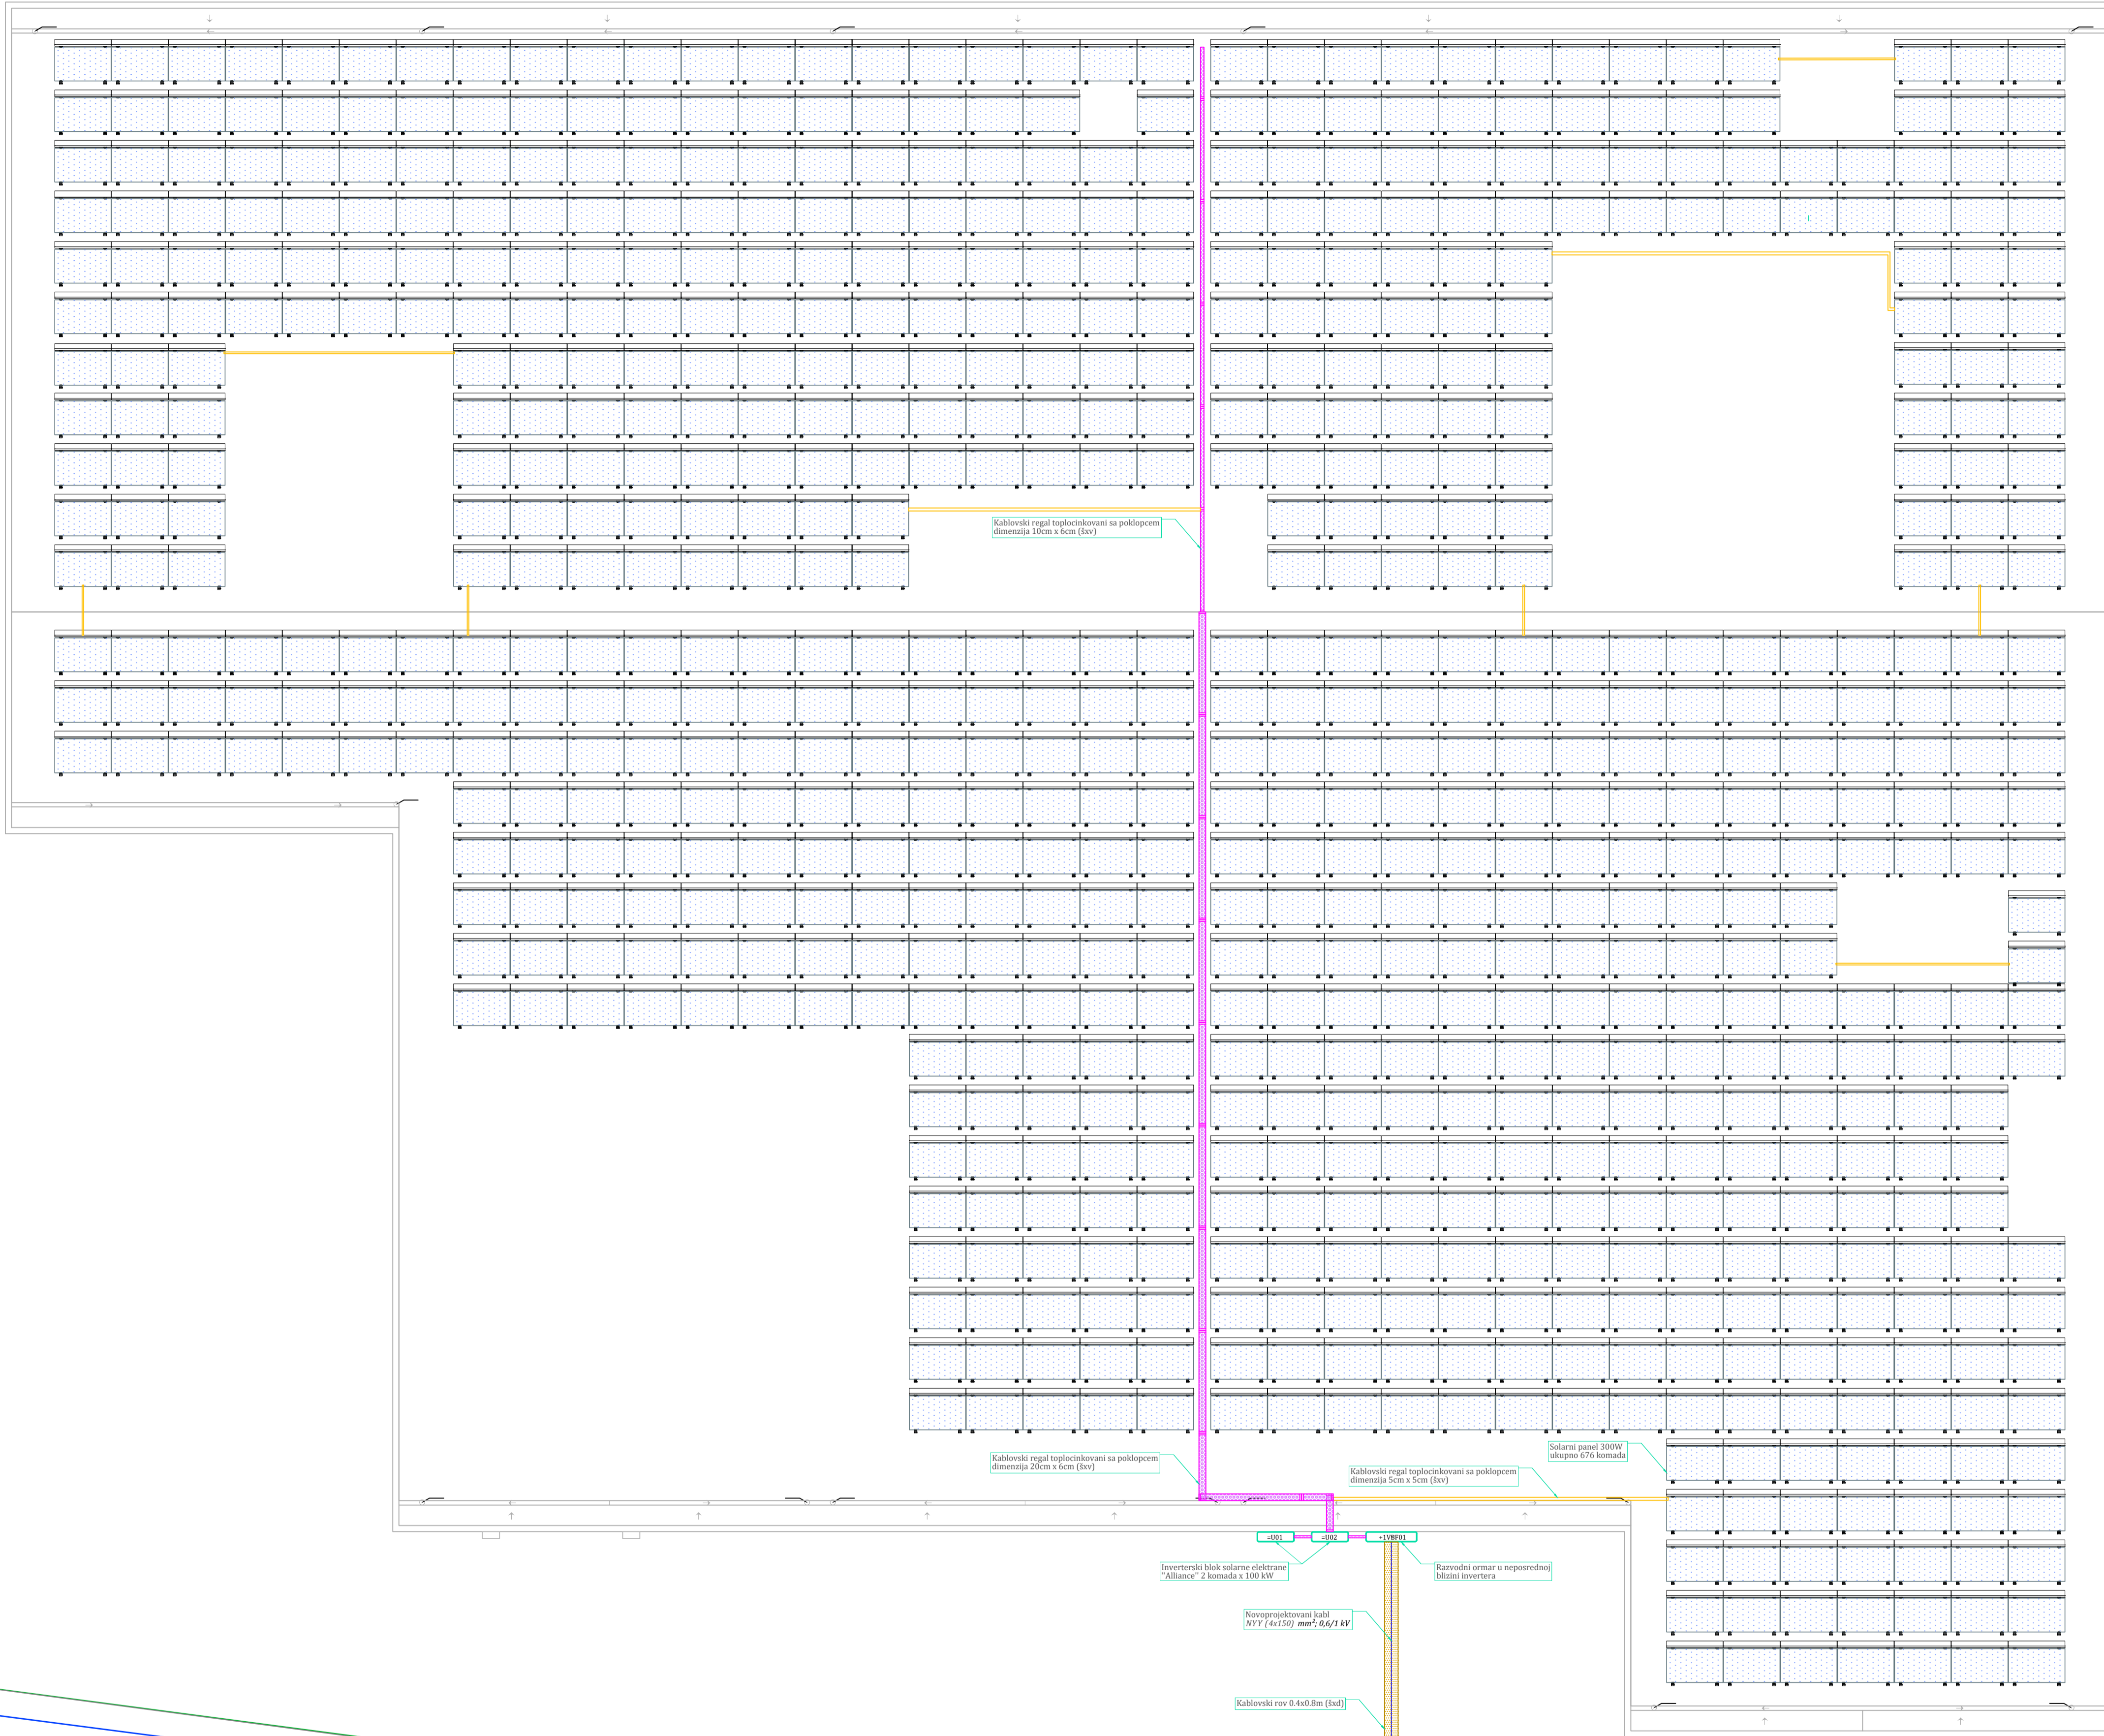 Kablovski regal toplocinkovani sa poklopcem
dimenzija 10cm x 6cm (šxv)
Kablovski regal toplocinkovani sa poklopcem
dimenzija 20cm x 6cm (šxv)
Solarni panel 300W
ukupno 676 komada
Kablovski regal toplocinkovani sa poklopcem
dimenzija 5cm x 5cm (šxv)
=U01
=U02
Inverterski blok solarne elektrane
"Alliance" 2 komada x 100 kW
Razvodni ormar u neposrednoj
blizini invertera
Novoprojektovani kabl
NYY (4x150) mm²; 0,6/1 kV
Kablovski rov 0.4x0.8m (šxd)